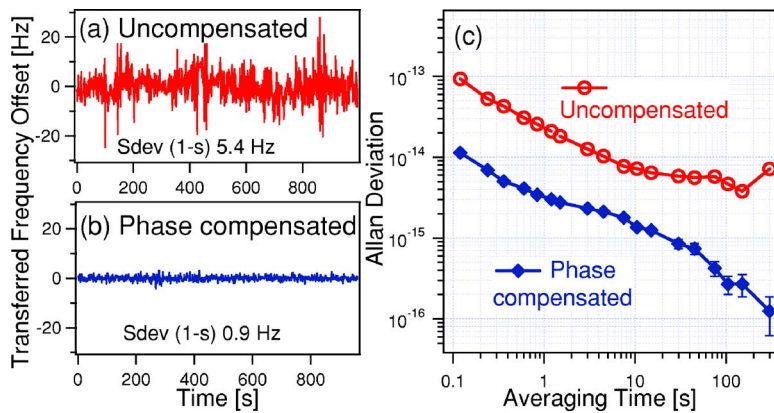 Transferred Frequency Offset [Hz]
(a) Uncompensated
20
0
-20
Sdev (1-s) 5.4 Hz
0 200 400 600 800
(b) Phase compensated
20
0
-20
Sdev (1-s) 0.9 Hz
0 200 400 600 800
Time [s]
(c)
Allan Deviation
10-13
10-14
10-15
10-16
Uncompensated
Phase
compensated
0.1 1 10 100
Averaging Time [s]